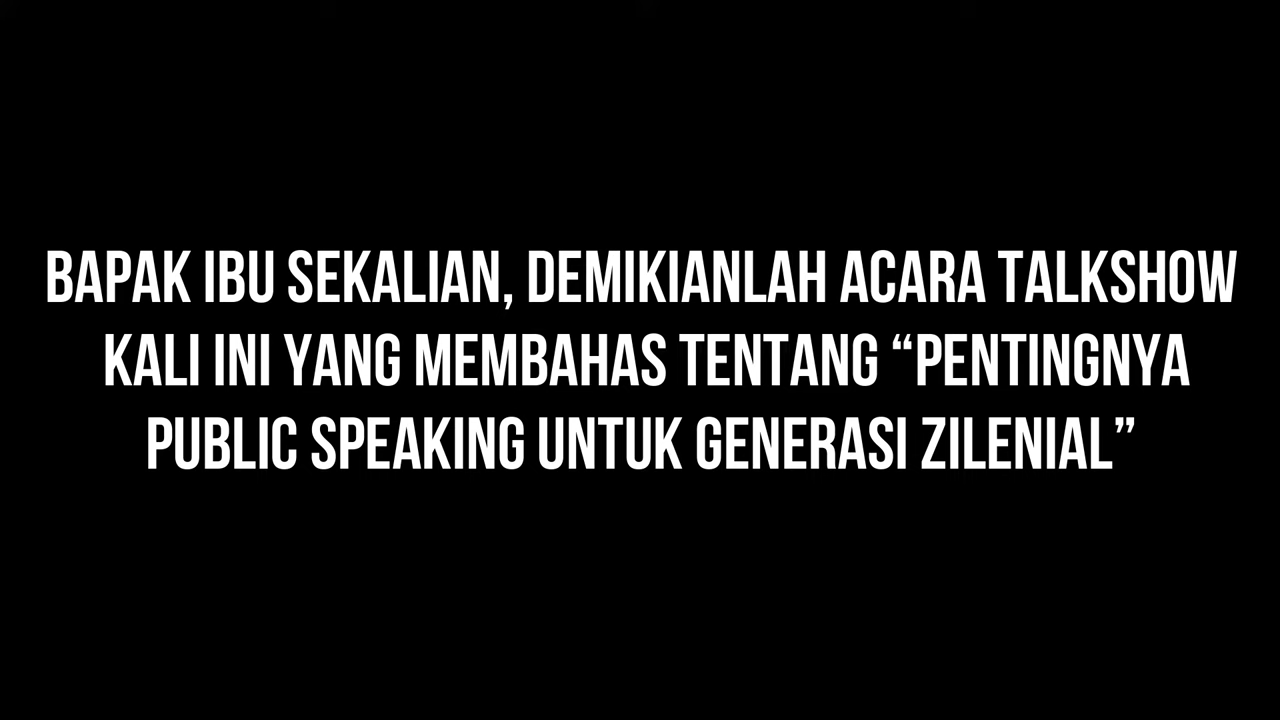 BAPAK IBU SEKALIAN, DEMIKIANLAH ACARA TALKSHOW
KALI INI YANG MEMBAHAS TENTANG “PENTINGNYA
PUBLIC SPEAKING UNTUK GENERASI ZILENIAL”